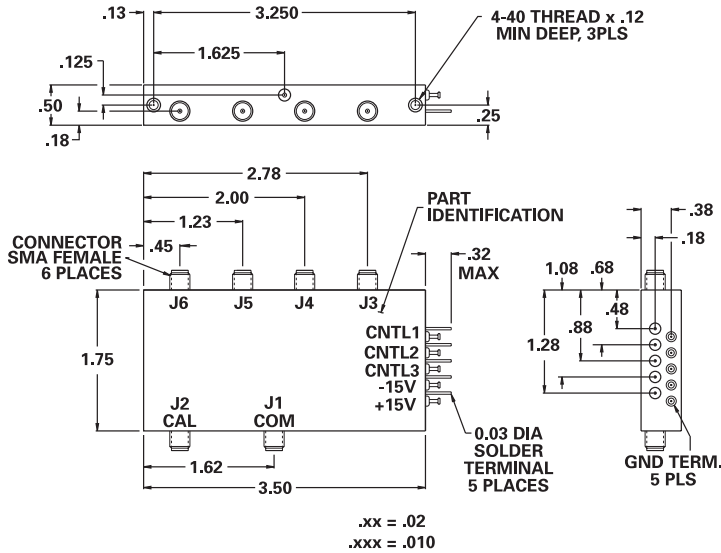 .13
3.250
4-40 THREAD x .12
MIN DEEP, 3PLS
1.625
.125
.50
.18
.25
2.78
2.00
1.23
.45
PART
IDENTIFICATION
CONNECTOR
SMA FEMALE
6 PLACES
.32
MAX
.38
.18
1.08
.68
.48
.88
1.28
J6
J5
J4
J3
CNTL1
CNTL2
CNTL3
-15V
+15V
1.75
J2
CAL
J1
COM
1.62
3.50
0.03 DIA
SOLDER
TERMINAL
5 PLACES
GND TERM.
5 PLS
.xx = .02
.xxx = .010